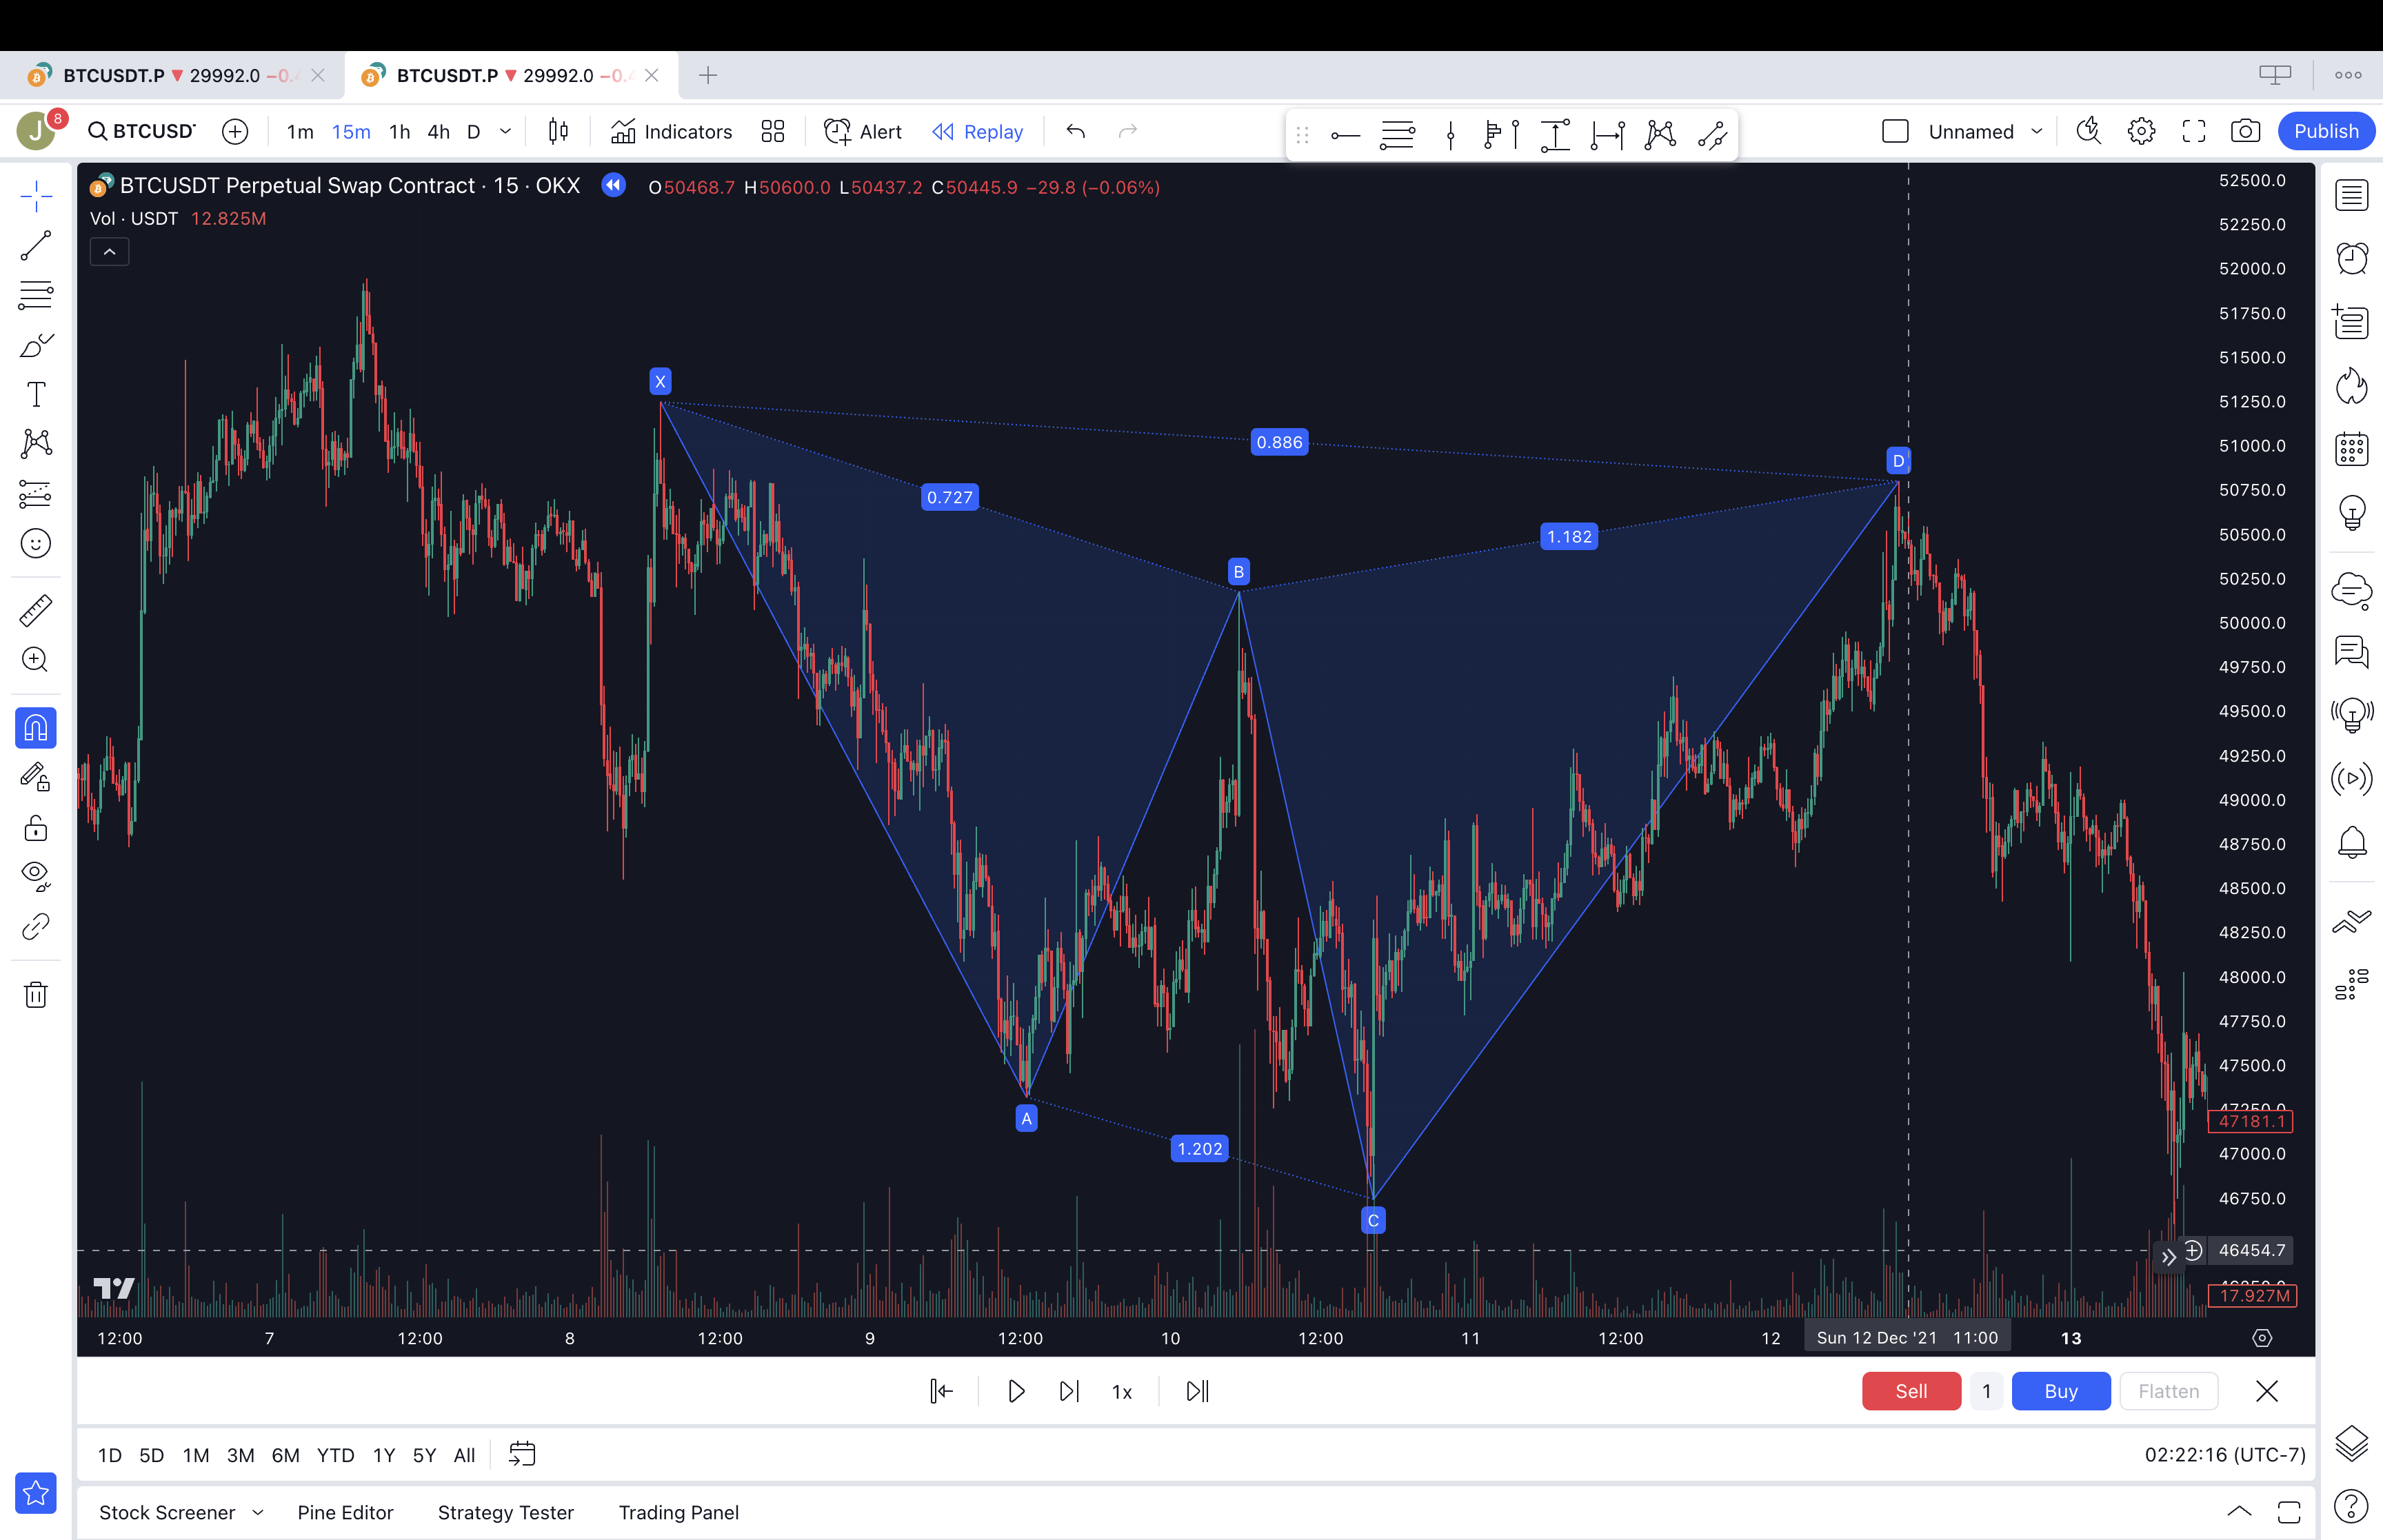 BTCUSDT.P ▼ 29992.0 −0.4 BTCUSDT.P ▼ 29992.0 −0.4
J 8 BTCUSD 1m 15m 1h 4h D Indicators Alert Replay Unnamed Publish
BTCUSDT Perpetual Swap Contract · 15 · OKX O50468.7 H50600.0 L50437.2 C50445.9 −29.8 (−0.06%)
Vol · USDT 12.825M
52500.0
52250.0
52000.0
51750.0
51500.0
51250.0
51000.0
50750.0
50500.0
50250.0
50000.0
49750.0
49500.0
49250.0
49000.0
48750.0
48500.0
48250.0
48000.0
47750.0
47500.0
47250.0
47181.1
47000.0
46750.0
46454.7
46250.0
17.927M
X
0.886
D
0.727
1.182
B
A
1.202
C
12:00 7 12:00 8 12:00 9 12:00 10 12:00 11 12:00 12 Sun 12 Dec '21 11:00 13
1x Sell 1 Buy Flatten
1D 5D 1M 3M 6M YTD 1Y 5Y All 02:22:16 (UTC-7)
Stock Screener Pine Editor Strategy Tester Trading Panel